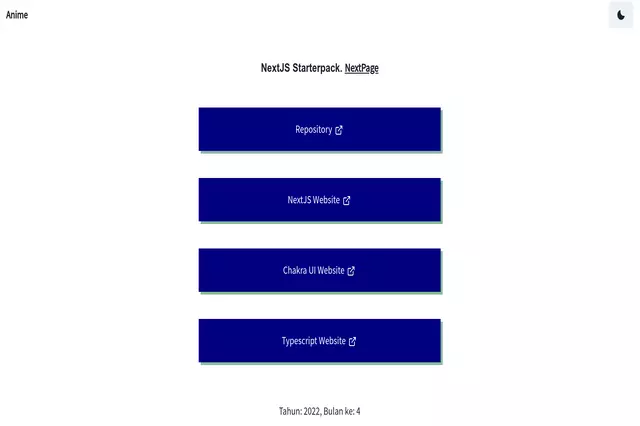 Anime
NextJS Starterpack. NextPage
Repository
NextJS Website
Chakra UI Website
Typescript Website
Tahun: 2022, Bulan ke: 4